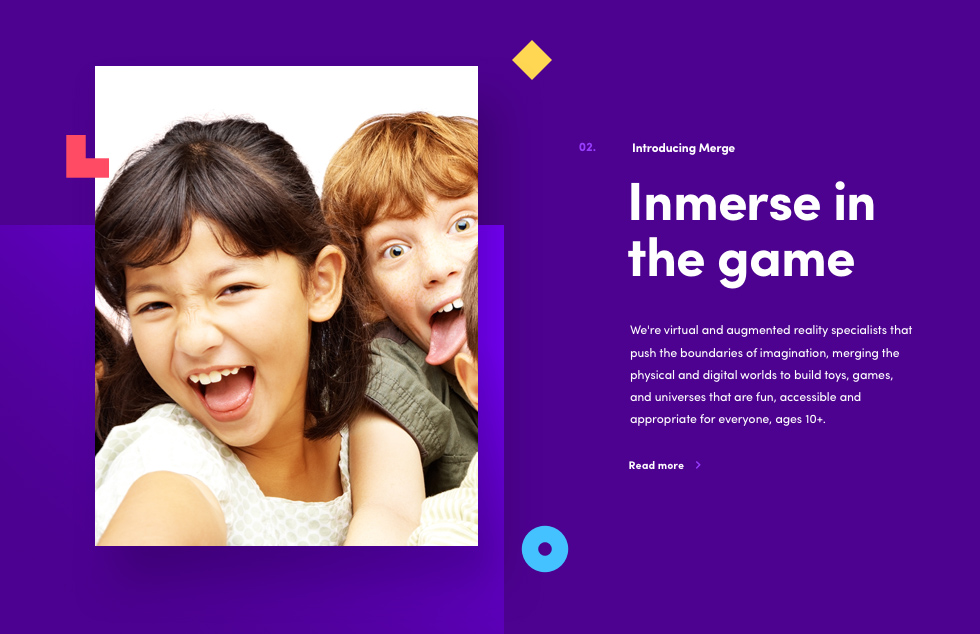 02.
Introducing Merge
Inmerse in
the game
We're virtual and augmented reality specialists that
push the boundaries of imagination, merging the
physical and digital worlds to build toys, games,
and universes that are fun, accessible and
appropriate for everyone, ages 10+.
Read more